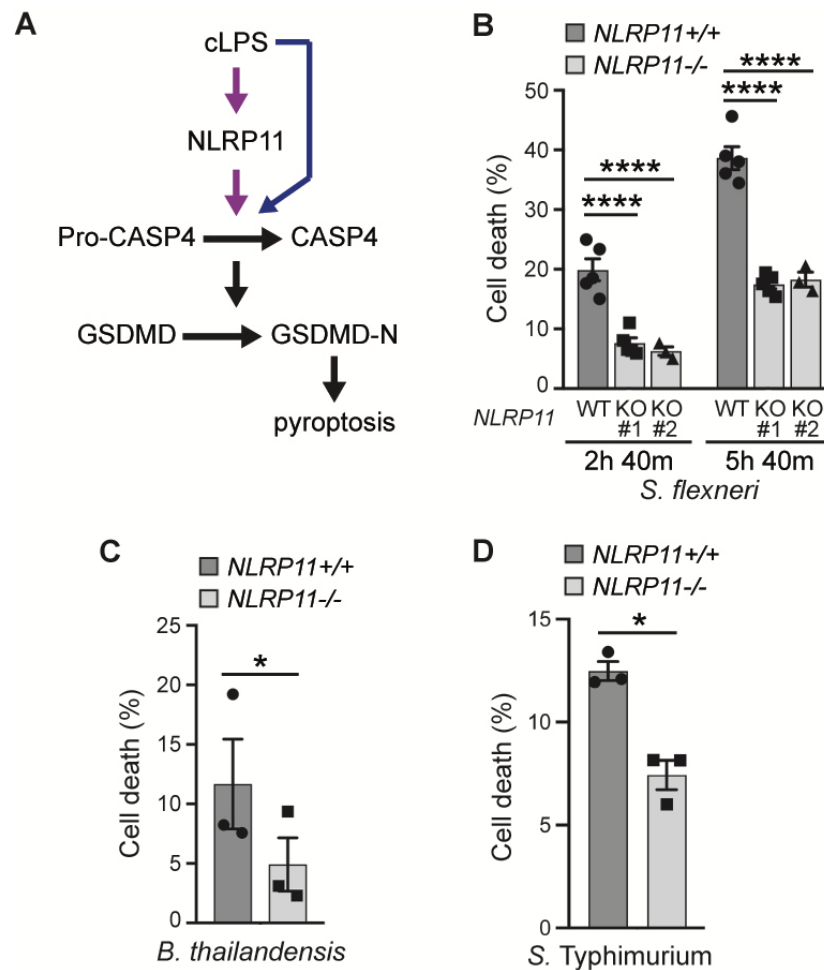 A
cLPS
NLRP11
Pro-CASP4 CASP4
GSDMD GSDMD-N
pyroptosis
B
NLRP11+/+
NLRP11-/-
Cell death (%)
50
40
30
20
10
0
****
****
****
****
NLRP11 WT KO #1 KO #2 WT KO #1 KO #2
2h 40m 5h 40m
S. flexneri
C
NLRP11+/+
NLRP11-/-
Cell death (%)
25
20
15
10
5
0
*
B. thailandensis
D
NLRP11+/+
NLRP11-/-
Cell death (%)
15
10
5
0
*
S. Typhimurium